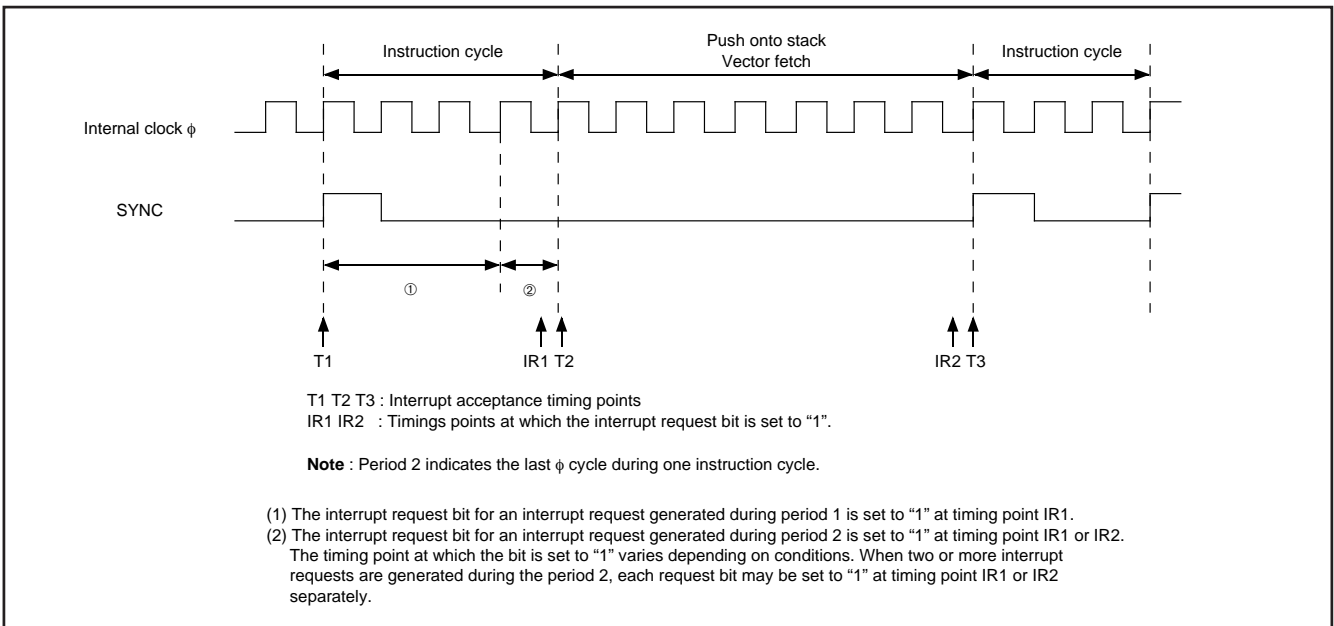 Instruction cycle
Push onto stack
Vector fetch
Instruction cycle
Internal clock ϕ
SYNC
①
②
T1
IR1 T2
IR2 T3
T1 T2 T3 : Interrupt acceptance timing points
IR1 IR2 : Timings points at which the interrupt request bit is set to “1”.
Note : Period 2 indicates the last ϕ cycle during one instruction cycle.
(1) The interrupt request bit for an interrupt request generated during period 1 is set to “1” at timing point IR1.
(2) The interrupt request bit for an interrupt request generated during period 2 is set to “1” at timing point IR1 or IR2.
The timing point at which the bit is set to “1” varies depending on conditions. When two or more interrupt
requests are generated during the period 2, each request bit may be set to “1” at timing point IR1 or IR2
separately.